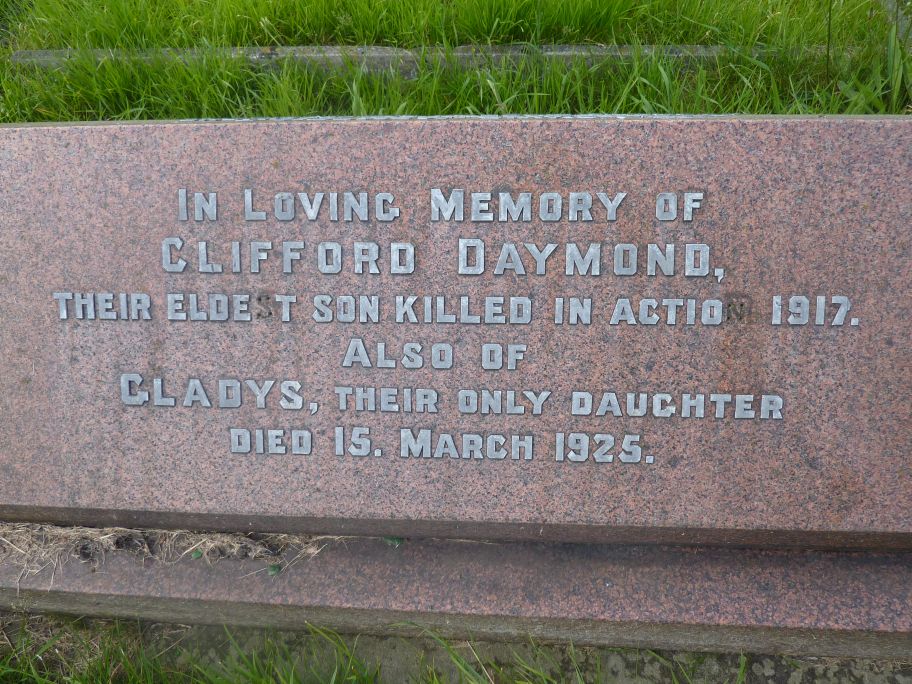 In Loving Memory of
Clifford Daymond,
their eldest son killed in action 1917.
Also of
Gladys, their only daughter
died 15. March 1925.